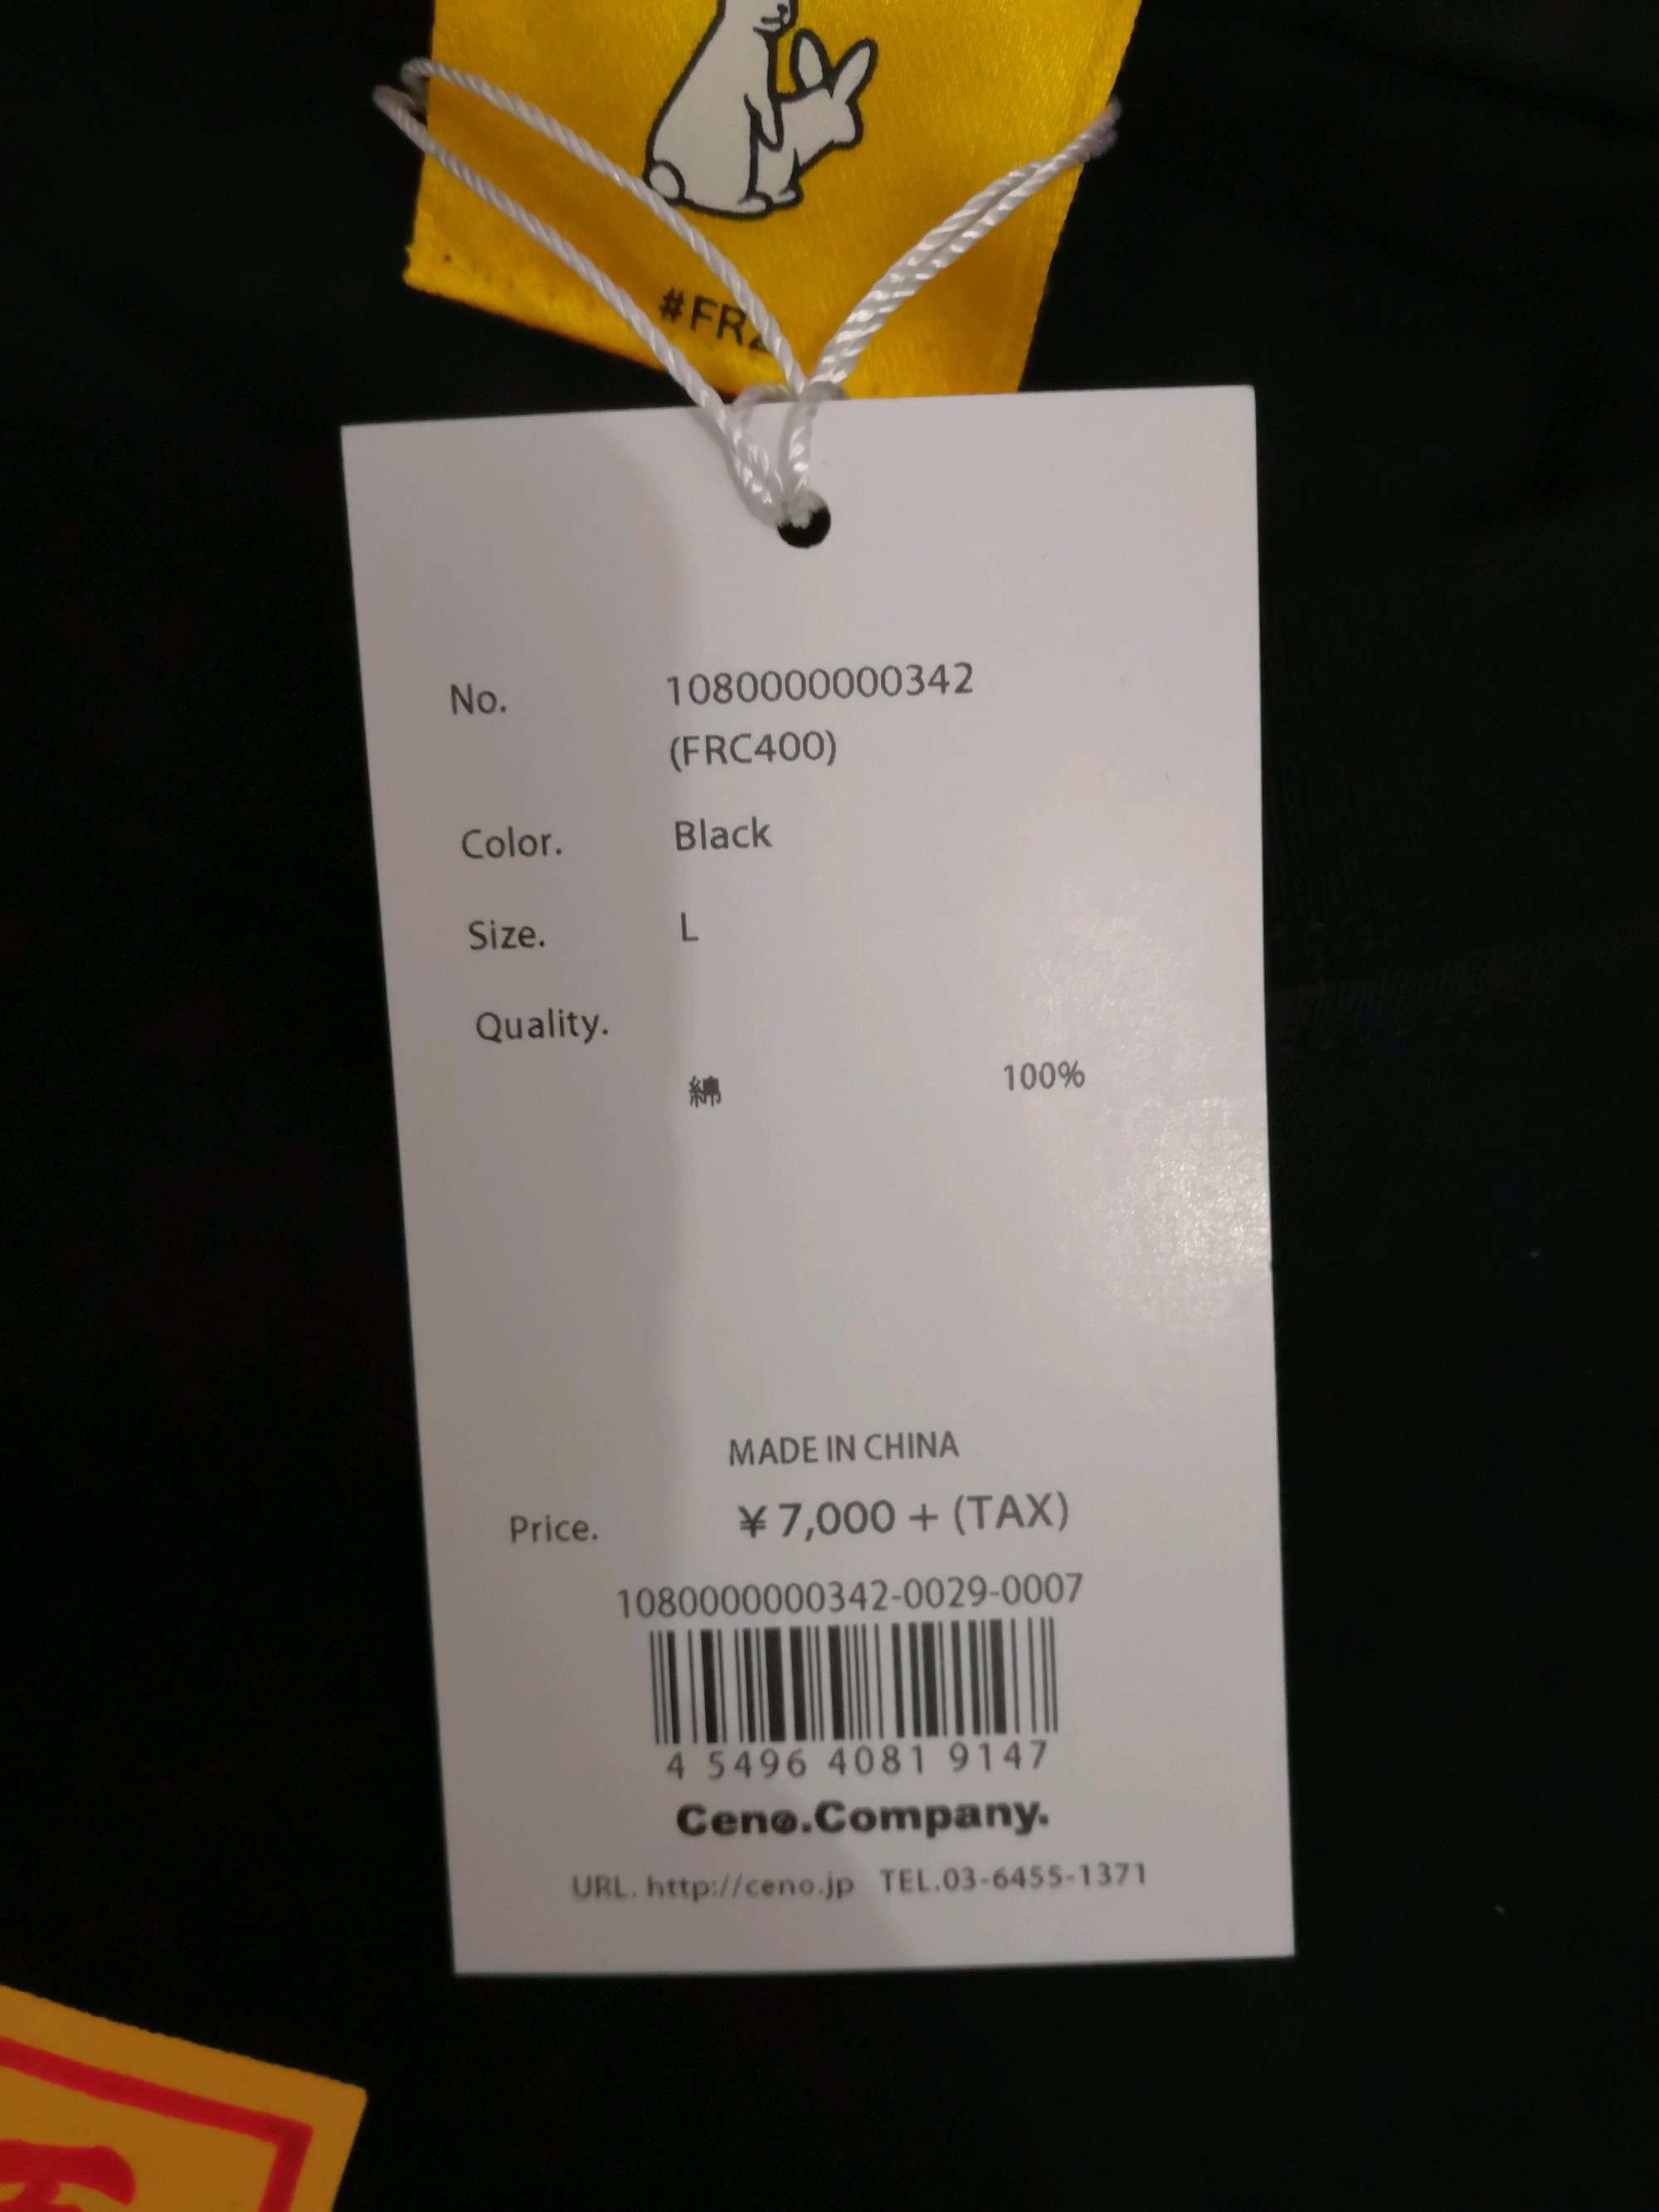 #FR2
No. 1080000000342
(FRC400)
Color. Black
Size. L
Quality.
綿 100%
MADE IN CHINA
Price. ¥7,000 + (TAX)
1080000000342-0029-0007
4 5496 4081 9147
Ceno.Company.
URL. http://ceno.jp TEL.03-6455-1371